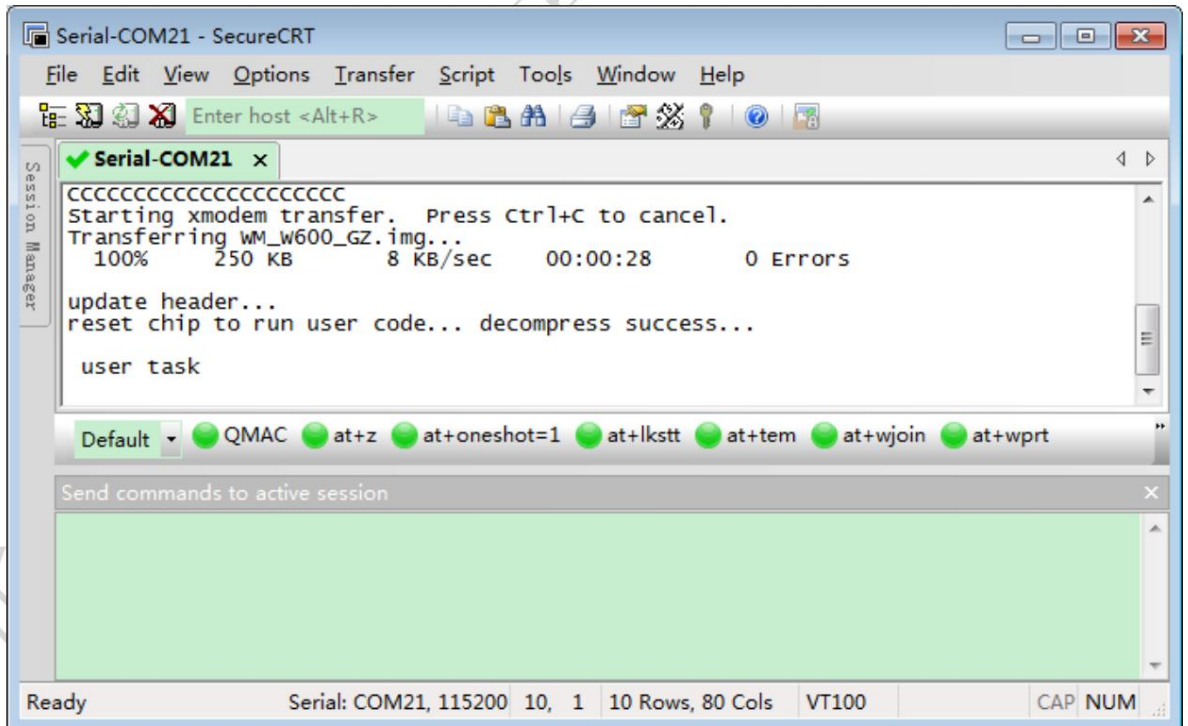 Serial-COM21 - SecureCRT
File Edit View Options Transfer Script Tools Window Help
Enter host <Alt+R>
Session Manager
Serial-COM21 x
CCCCCCCCCCCCCCCCCCCCC
Starting xmodem transfer.  Press Ctrl+C to cancel.
Transferring WM_W600_GZ.img...
100%     250 KB       8 KB/sec    00:00:28       0 Errors
update header...
reset chip to run user code... decompress success...
user task
Default QMAC at+z at+oneshot=1 at+lkstt at+tem at+wjoin at+wprt
Send commands to active session
Ready Serial: COM21, 115200 10, 1 10 Rows, 80 Cols VT100 CAP NUM